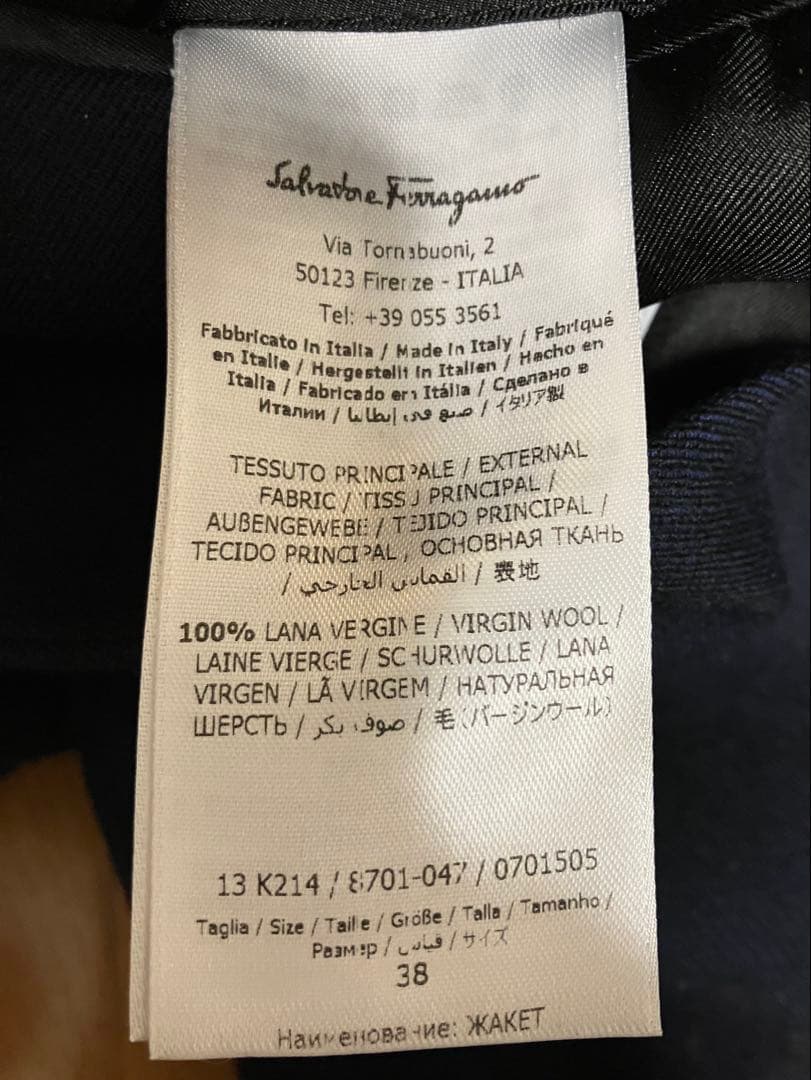 Salvatore Ferragamo
Via Tornabuoni, 2
50123 Firenze - ITALIA
Tel: +39 055 3561
Fabbricato in Italia / Made in Italy / Fabriqué
en Italie / Hergestellt in Italien / Hecho en
Italia / Fabricado em Itália / Сделано в
Италии / صنع في إيطاليا / イタリア製
TESSUTO PRINCIPALE / EXTERNAL
FABRIC / TISSU PRINCIPAL /
AUßENGEWEBE / TEJIDO PRINCIPAL /
TECIDO PRINCIPAL / ОСНОВНАЯ ТКАНЬ
/ القماش الخارجي / 表地
100% LANA VERGINE / VIRGIN WOOL /
LAINE VIERGE / SCHURWOLLE / LANA
VIRGEN / LÃ VIRGEM / НАТУРАЛЬНАЯ
ШЕРСТЬ / صوف بكر / 毛(バージンウール)
13 K214 / 8701-047 / 0701505
Taglia / Size / Taille / Größe / Talla / Tamanho /
Размер / قياس / サイズ
38
Наименование: ЖАКЕТ